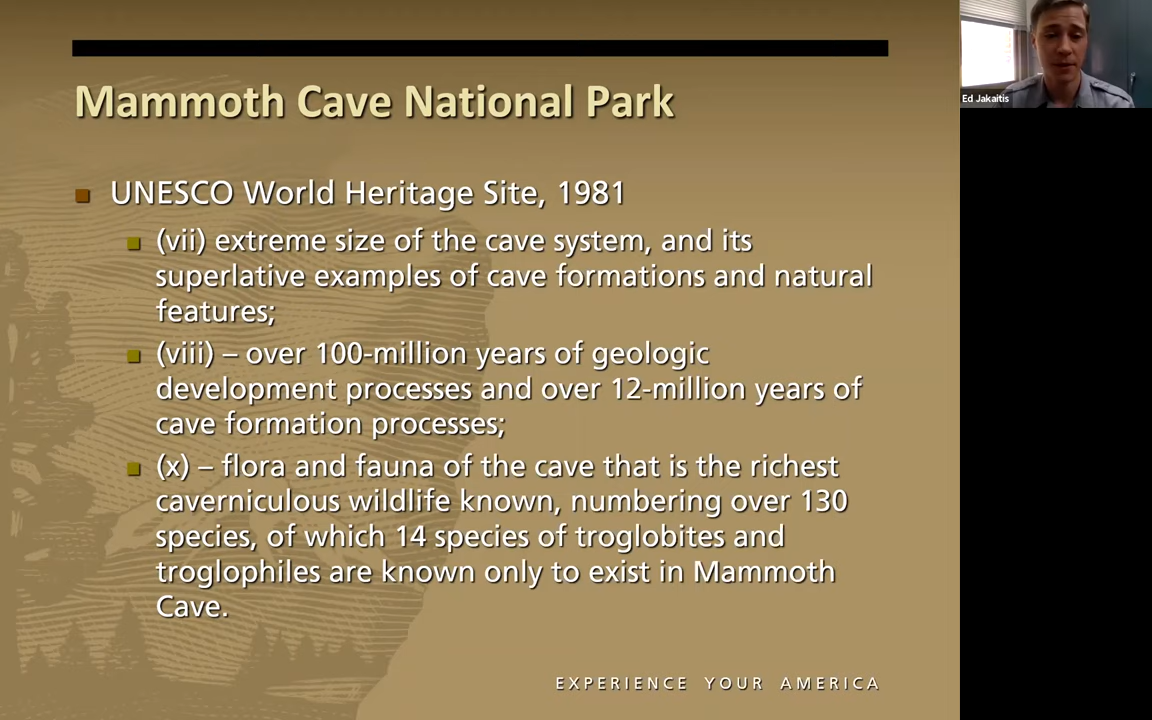 Mammoth Cave National Park
UNESCO World Heritage Site, 1981
(vii) extreme size of the cave system, and its
superlative examples of cave formations and natural
features;
(viii) – over 100-million years of geologic
development processes and over 12-million years of
cave formation processes;
(x) – flora and fauna of the cave that is the richest
caverniculous wildlife known, numbering over 130
species, of which 14 species of troglobites and
troglophiles are known only to exist in Mammoth
Cave.
EXPERIENCE YOUR AMERICA
Ed Jakaitis